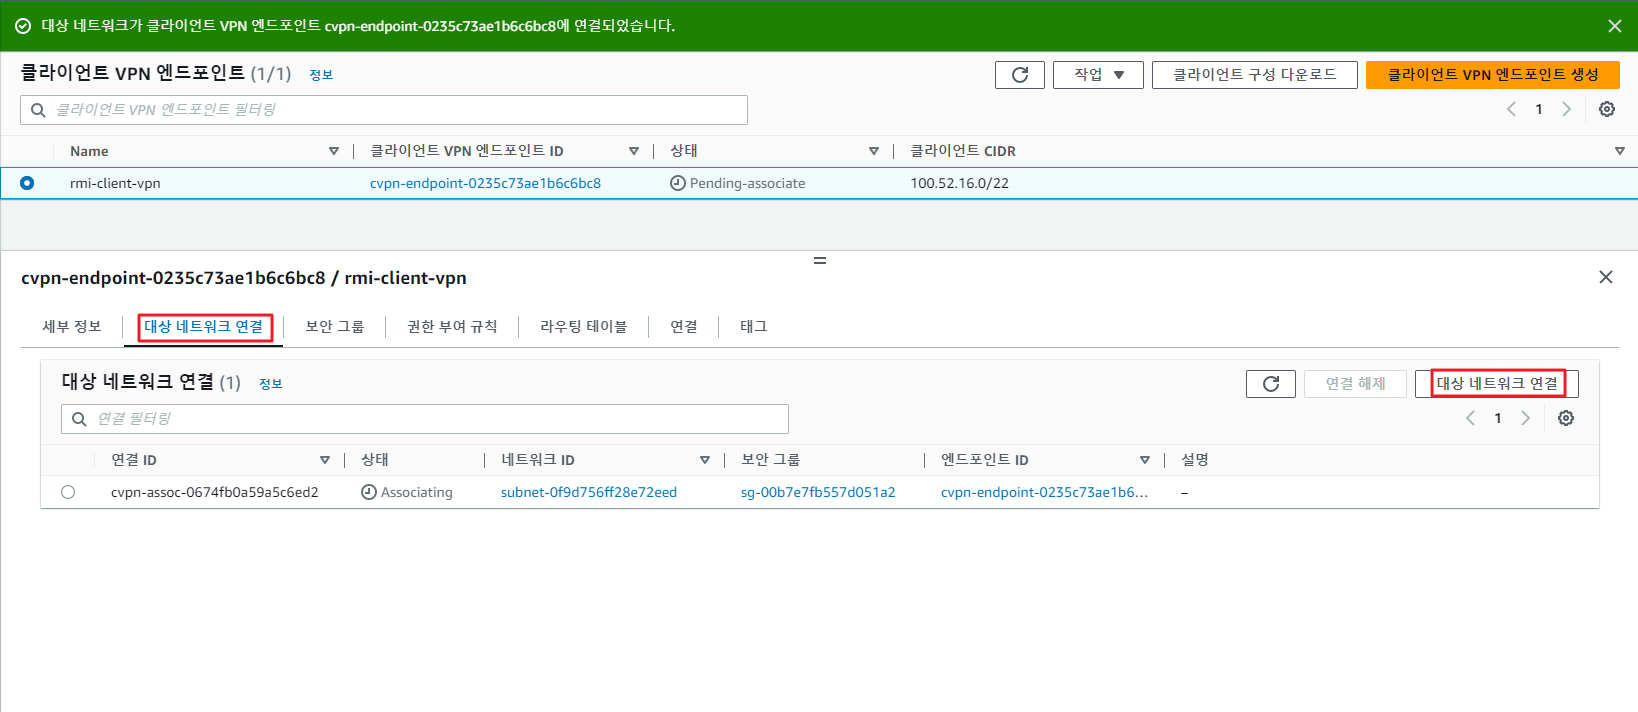 대상 네트워크가 클라이언트 VPN 엔드포인트 cvpn-endpoint-0235c73ae1b6c6bc8에 연결되었습니다.
클라이언트 VPN 엔드포인트 (1/1) 정보
작업 클라이언트 구성 다운로드 클라이언트 VPN 엔드포인트 생성
클라이언트 VPN 엔드포인트 필터링
1
Name 클라이언트 VPN 엔드포인트 ID 상태 클라이언트 CIDR
rmi-client-vpn cvpn-endpoint-0235c73ae1b6c6bc8 Pending-associate 100.52.16.0/22
cvpn-endpoint-0235c73ae1b6c6bc8 / rmi-client-vpn
세부 정보 대상 네트워크 연결 보안 그룹 권한 부여 규칙 라우팅 테이블 연결 태그
대상 네트워크 연결 (1) 정보
연결 해제 대상 네트워크 연결
연결 필터링
1
연결 ID 상태 네트워크 ID 보안 그룹 엔드포인트 ID 설명
cvpn-assoc-0674fb0a59a5c6ed2 Associating subnet-0f9d756ff28e72eed sg-00b7e7fb557d051a2 cvpn-endpoint-0235c73ae1b6... –